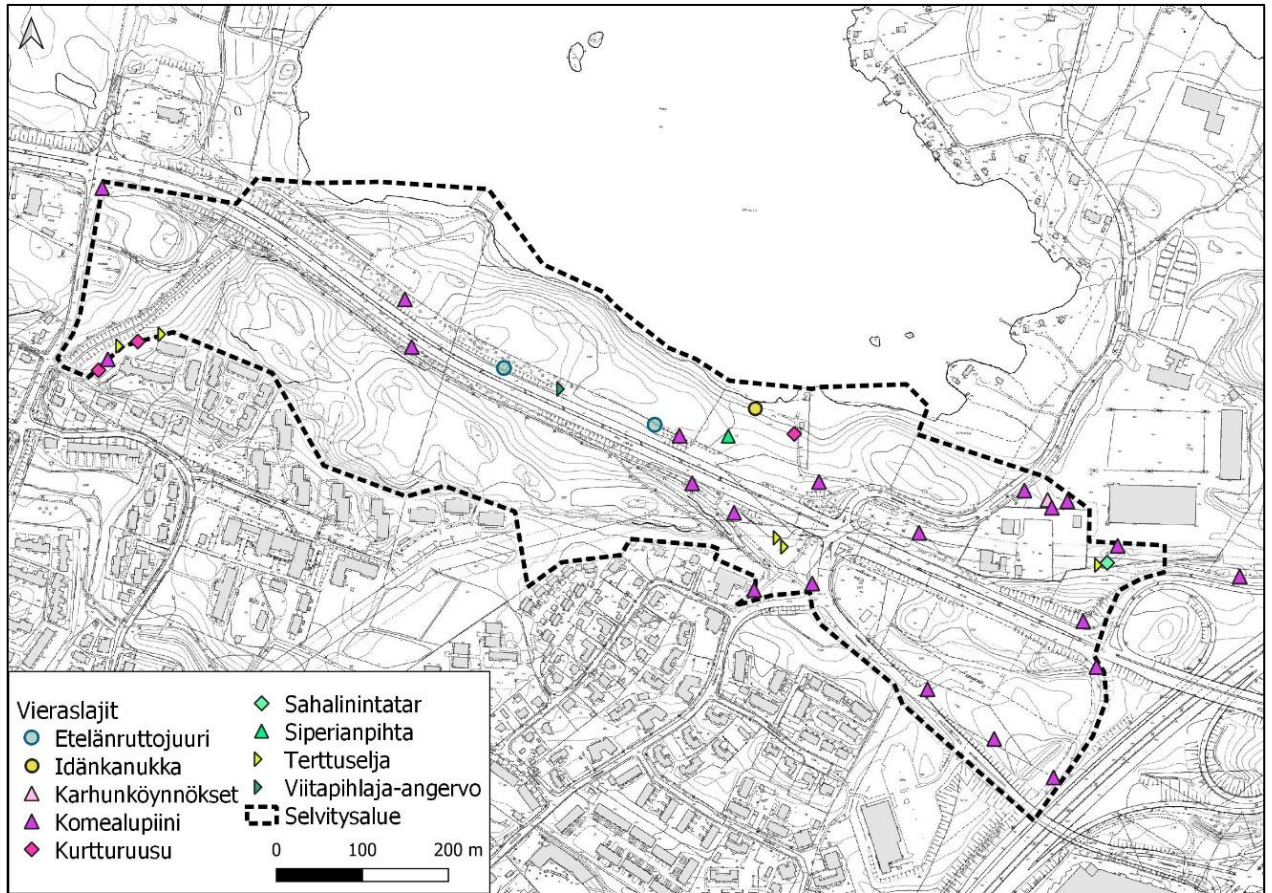 Vieraslajit
Etelänruttojuuri
Idänkanukka
Karhunköynnökset
Komealupiini
Kurtturuusu
Sahalinintatar
Siperianpihta
Terttuselja
Viitapihlaja-angervo
Selvitysalue
0 100 200 m